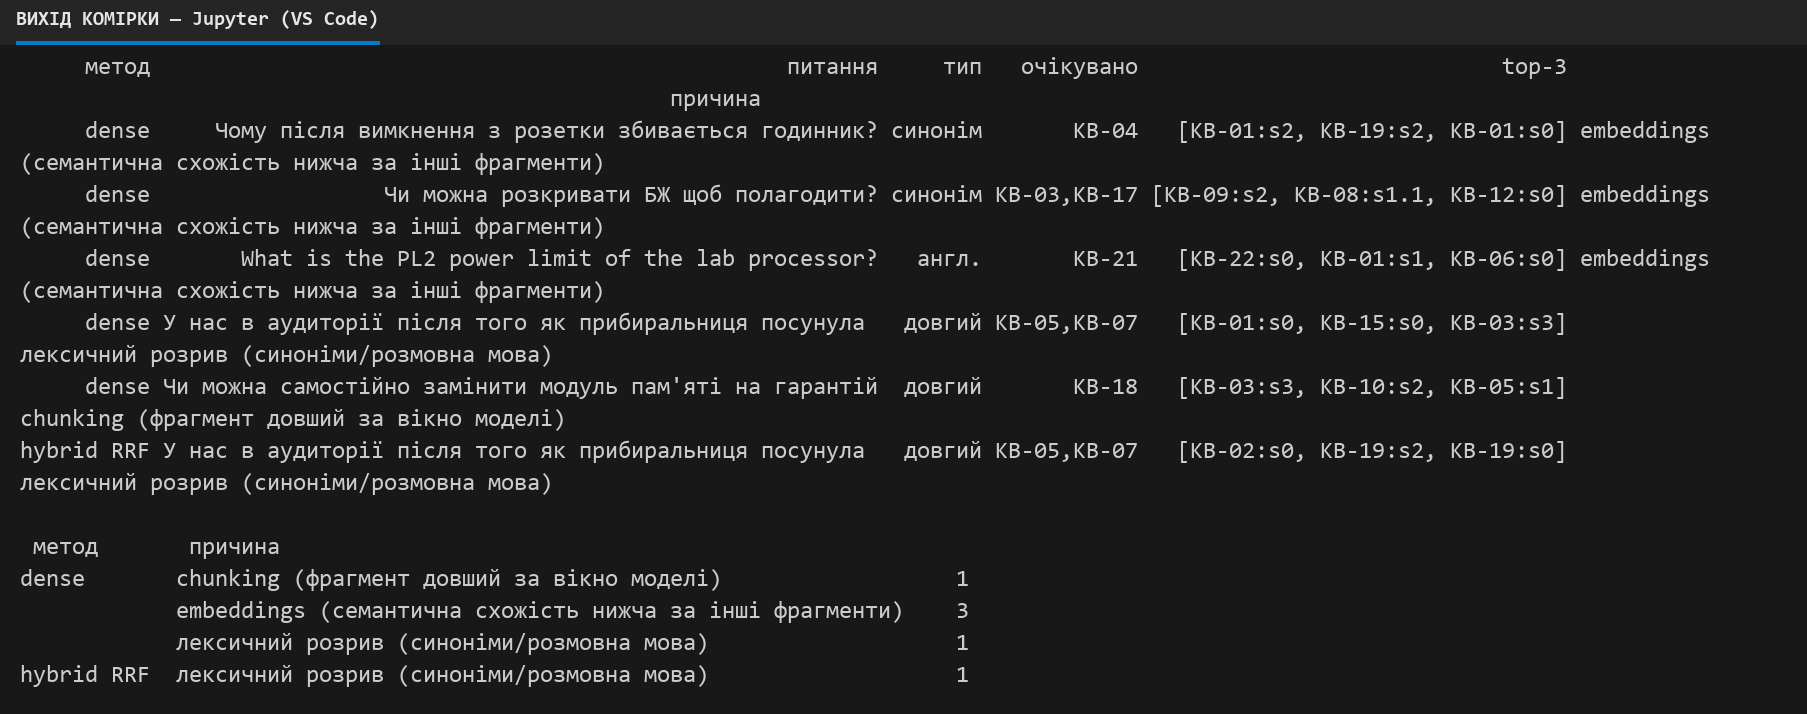 ВИХІД КОМІРКИ — Jupyter (VS Code)
метод питання тип очікувано top-3
причина
dense Чому після вимкнення з розетки збивається годинник? синонім KB-04 [KB-01:s2, KB-19:s2, KB-01:s0] embeddings
(семантична схожість нижча за інші фрагменти)
dense Чи можна розкривати БЖ щоб полагодити? синонім KB-03,KB-17 [KB-09:s2, KB-08:s1.1, KB-12:s0] embeddings
(семантична схожість нижча за інші фрагменти)
dense What is the PL2 power limit of the lab processor? англ. KB-21 [KB-22:s0, KB-01:s1, KB-06:s0] embeddings
(семантична схожість нижча за інші фрагменти)
dense У нас в аудиторії після того як прибиральниця посунула довгий KB-05,KB-07 [KB-01:s0, KB-15:s0, KB-03:s3]
лексичний розрив (синоніми/розмовна мова)
dense Чи можна самостійно замінити модуль пам'яті на гарантій довгий KB-18 [KB-03:s3, KB-10:s2, KB-05:s1]
chunking (фрагмент довший за вікно моделі)
hybrid RRF У нас в аудиторії після того як прибиральниця посунула довгий KB-05,KB-07 [KB-02:s0, KB-19:s2, KB-19:s0]
лексичний розрив (синоніми/розмовна мова)
метод причина
dense chunking (фрагмент довший за вікно моделі) 1
embeddings (семантична схожість нижча за інші фрагменти) 3
лексичний розрив (синоніми/розмовна мова) 1
hybrid RRF лексичний розрив (синоніми/розмовна мова) 1